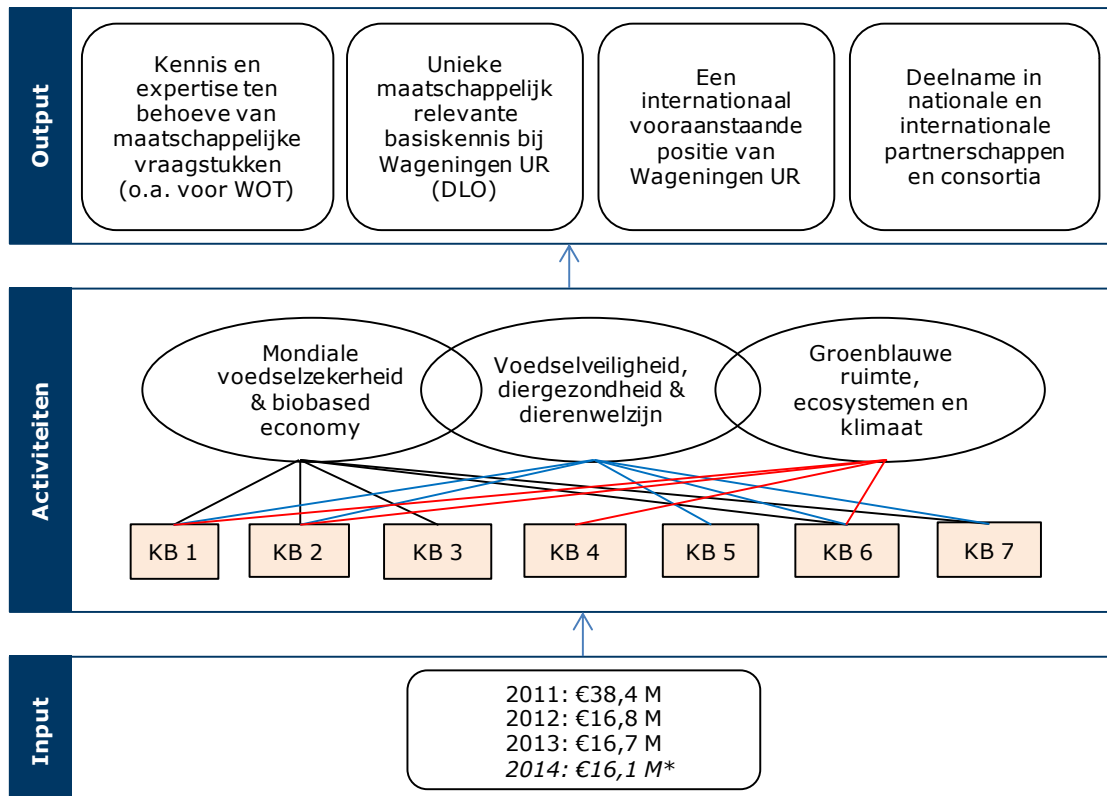 Output
Kennis en
expertise ten
behoeve van
maatschappelijke
vraagstukken
(o.a. voor WOT)
Unieke
maatschappelijk
relevante
basiskennis bij
Wageningen UR
(DLO)
Een
internationaal
vooraanstaande
positie van
Wageningen UR
Deelname in
nationale en
internationale
partnerschappen
en consortia
Activiteiten
Mondiale
voedselzekerheid
& biobased
economy
Voedselveiligheid,
diergezondheid &
dierenwelzijn
Groenblauwe
ruimte,
ecosystemen en
klimaat
KB 1
KB 2
KB 3
KB 4
KB 5
KB 6
KB 7
Input
2011: €38,4 M
2012: €16,8 M
2013: €16,7 M
2014: €16,1 M*